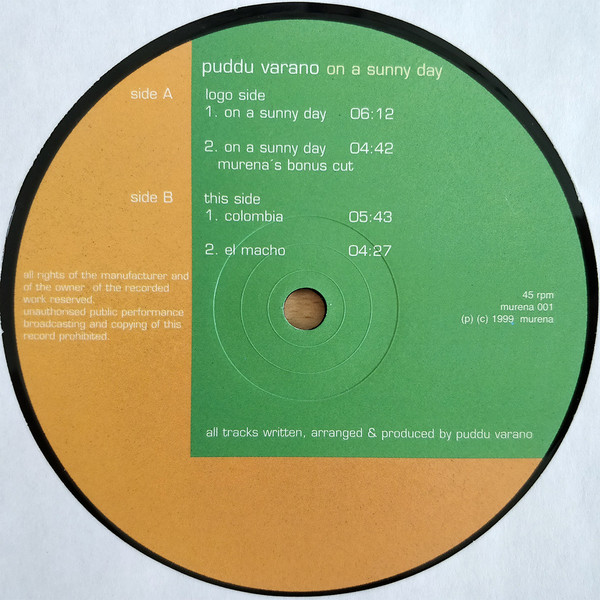 puddu varano on a sunny day
side A logo side
1. on a sunny day 06:12
2. on a sunny day 04:42
murena´s bonus cut
side B this side
1. colombia 05:43
2. el macho 04:27
all rights of the manufacturer and
of the owner of the recorded
work reserved.
unauthorised public performance
broadcasting and copying of this
record prohibited.
45 rpm
murena 001
(p) (c) 1999 murena
all tracks written, arranged & produced by puddu varano